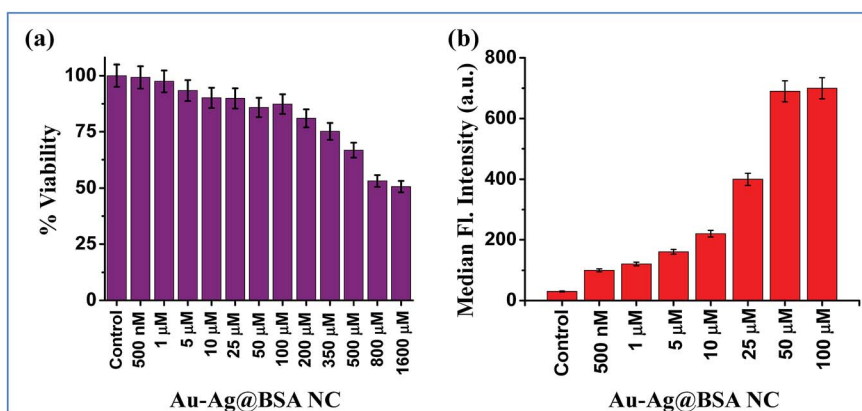 (a)
% Viability
100
75
50
25
0
Control
500 nM
1 µM
5 µM
10 µM
25 µM
50 µM
100 µM
200 µM
350 µM
500 µM
800 µM
1600 µM
Au-Ag@BSA NC
(b)
Median Fl. Intensity (a.u.)
800
600
400
200
0
Control
500 nM
1 µM
5 µM
10 µM
25 µM
50 µM
100 µM
Au-Ag@BSA NC